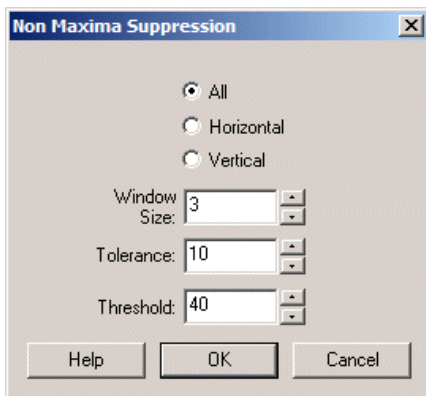 Non Maxima Suppression
All
Horizontal
Vertical
Window
Size: 3
Tolerance: 10
Threshold: 40
Help OK Cancel